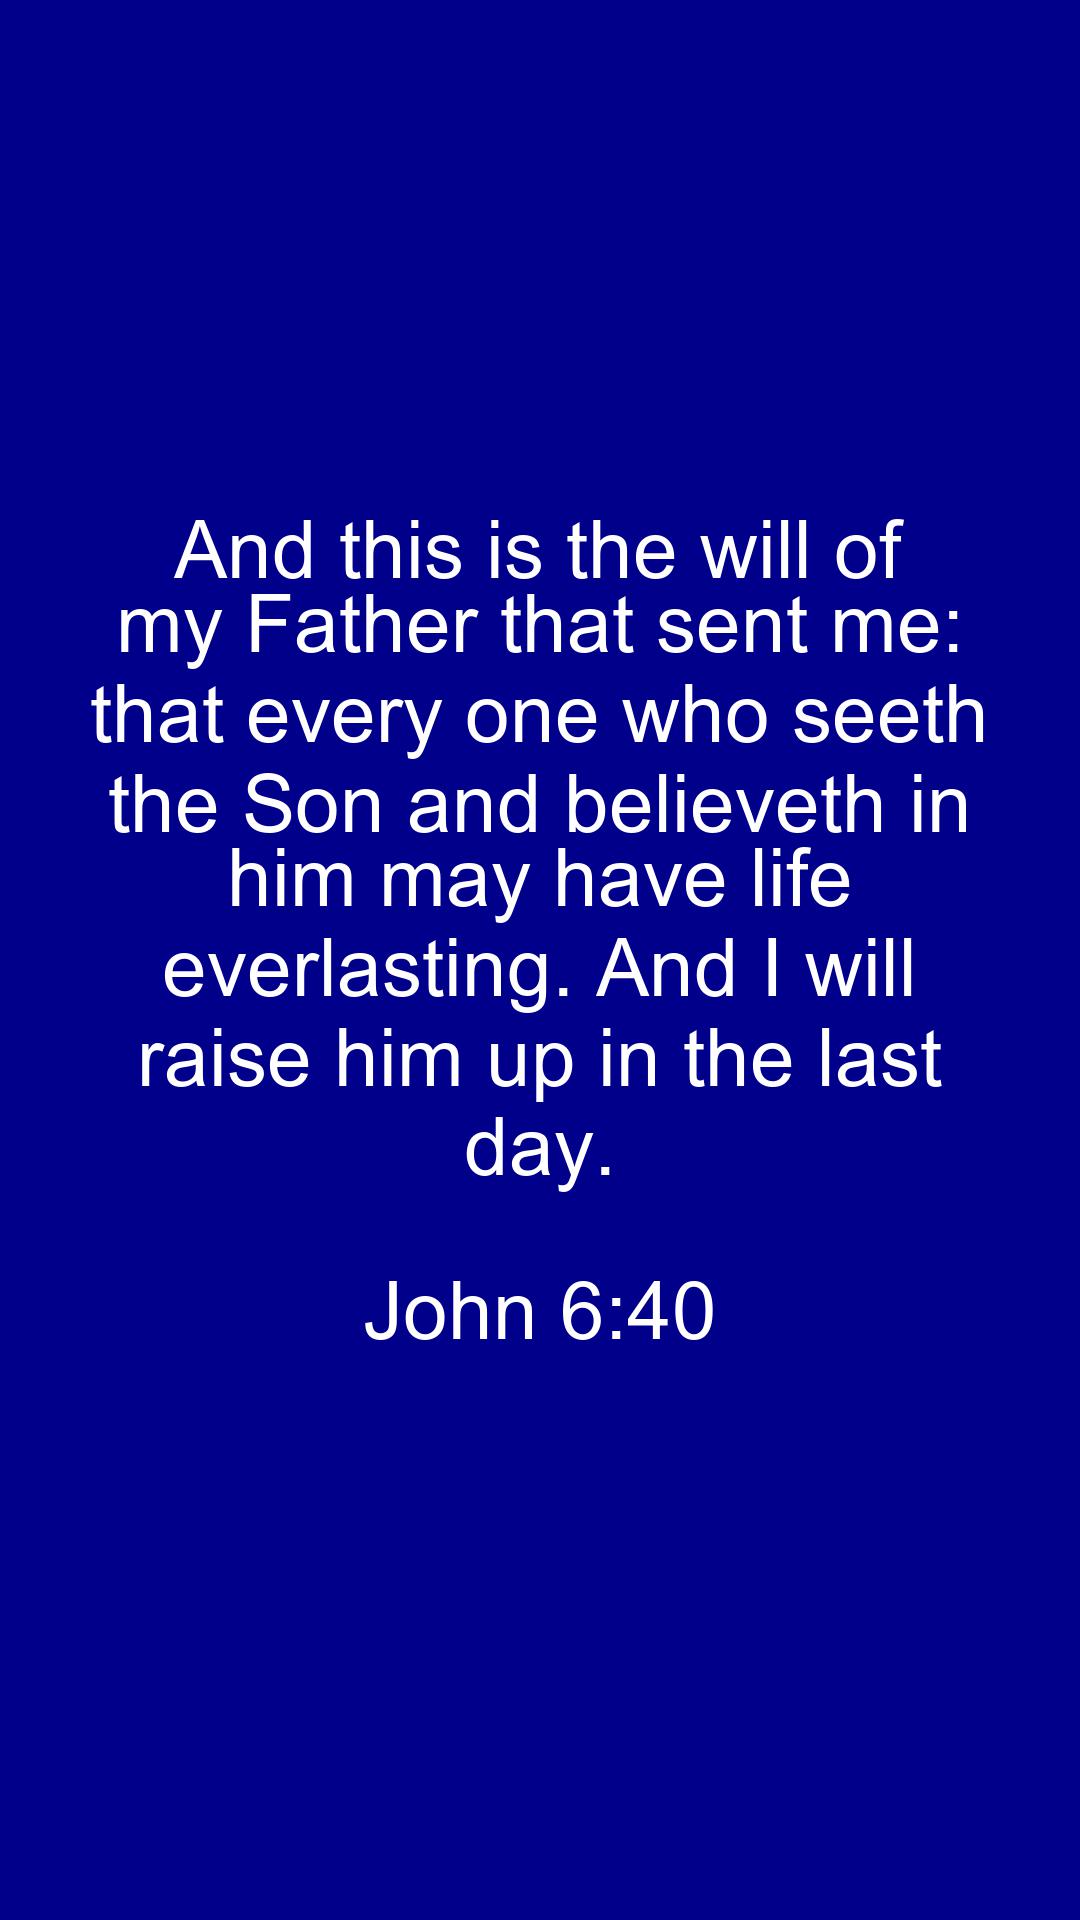 And this is the will of
my Father that sent me:
that every one who seeth
the Son and believeth in
him may have life
everlasting. And I will
raise him up in the last
day.
John 6:40